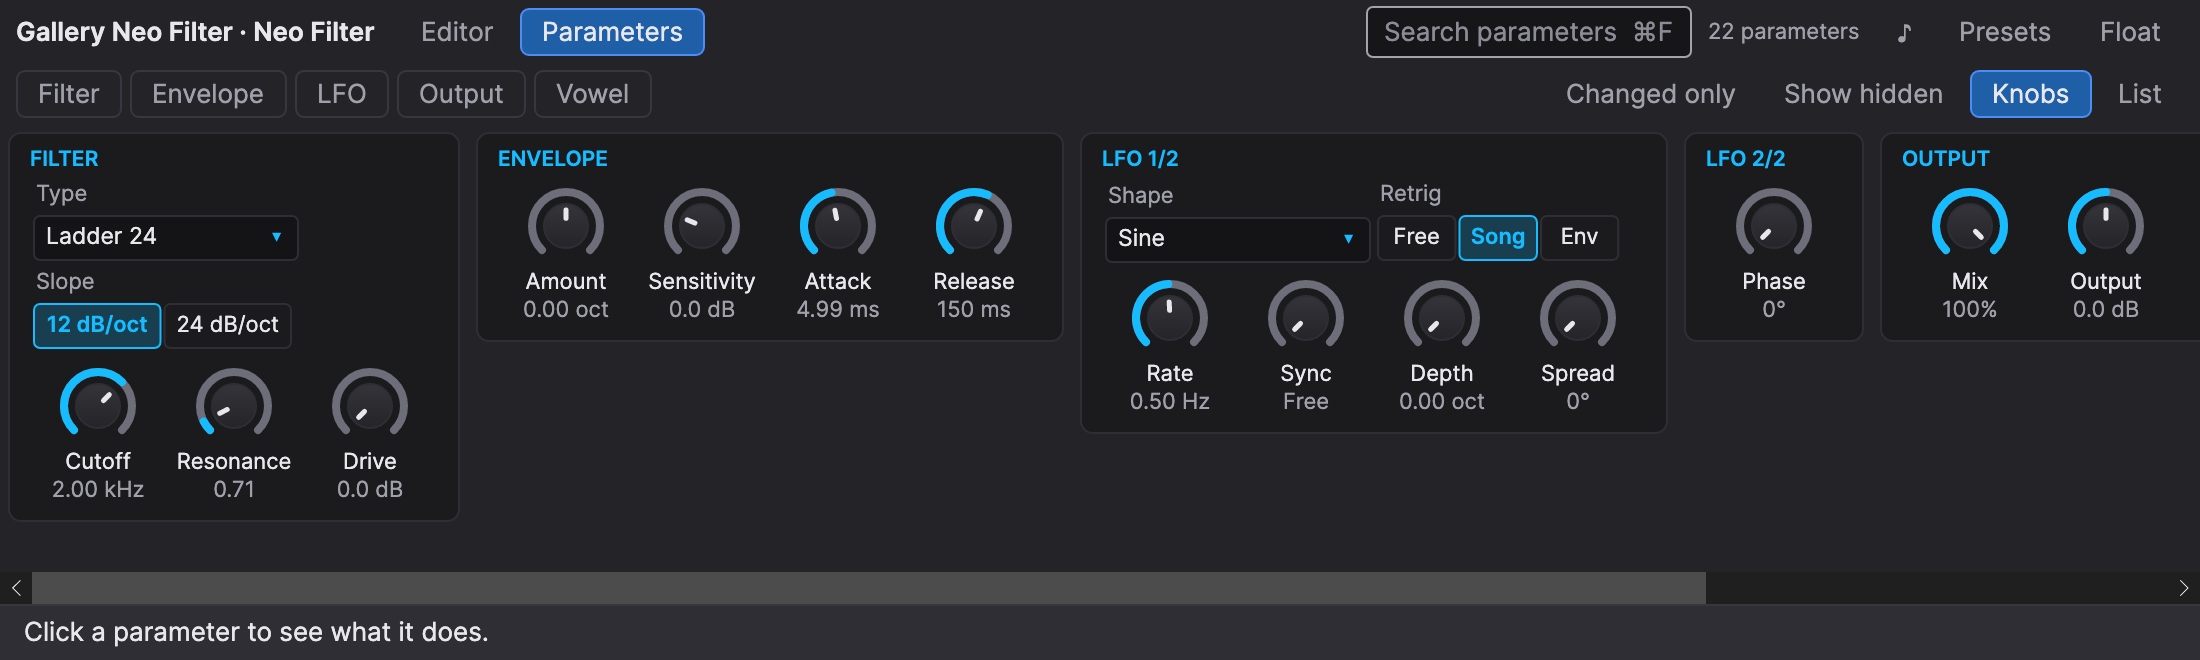 Gallery Neo Filter · Neo Filter
Editor
Parameters
Search parameters ⌘F
22 parameters
Presets
Float
Filter
Envelope
LFO
Output
Vowel
Changed only
Show hidden
Knobs
List
FILTER
Type
Ladder 24
Slope
12 dB/oct
24 dB/oct
Cutoff
2.00 kHz
Resonance
0.71
Drive
0.0 dB
ENVELOPE
Amount
0.00 oct
Sensitivity
0.0 dB
Attack
4.99 ms
Release
150 ms
LFO 1/2
Shape
Sine
Retrig
Free
Song
Env
Rate
0.50 Hz
Sync
Free
Depth
0.00 oct
Spread
0°
LFO 2/2
Phase
0°
OUTPUT
Mix
100%
Output
0.0 dB
Click a parameter to see what it does.